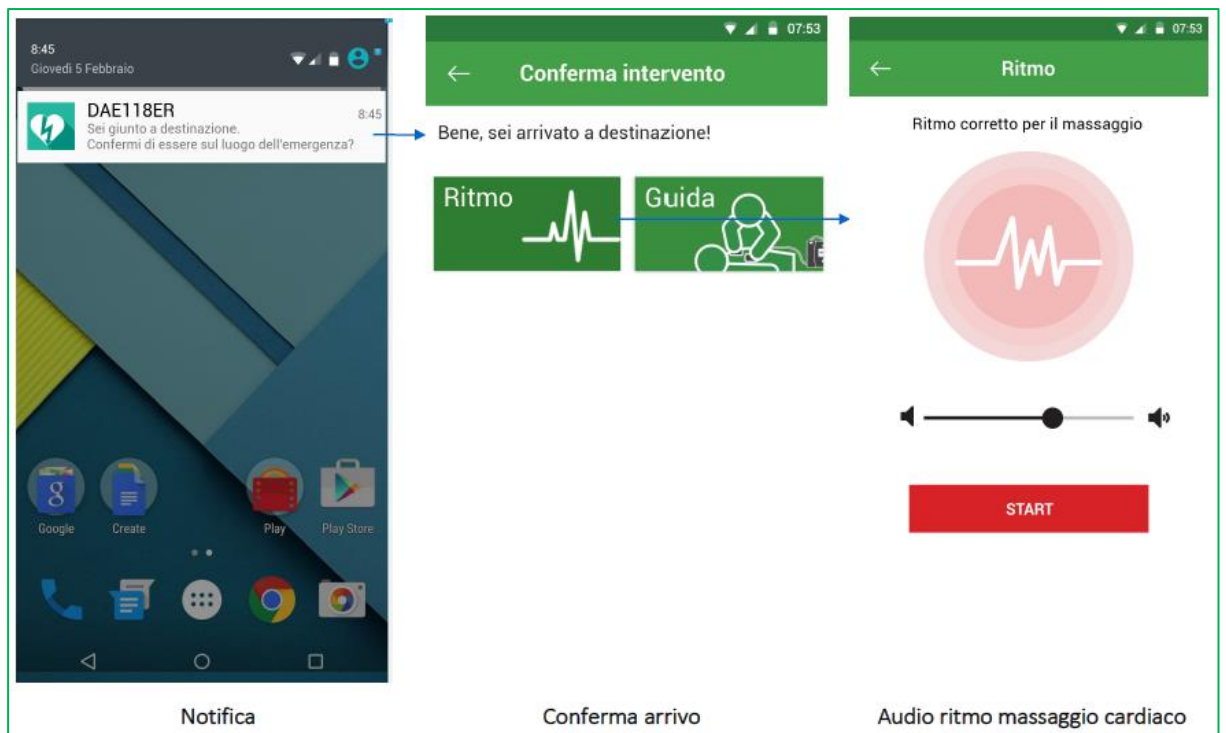 8:45
Giovedì 5 Febbraio
DAE118ER
8:45
Sei giunto a destinazione.
Confermi di essere sul luogo dell'emergenza?
Google
Create
Play
Play Store
Notifica
07:53
Conferma intervento
Bene, sei arrivato a destinazione!
Ritmo
Guida
Conferma arrivo
07:53
Ritmo
Ritmo corretto per il massaggio
START
Audio ritmo massaggio cardiaco